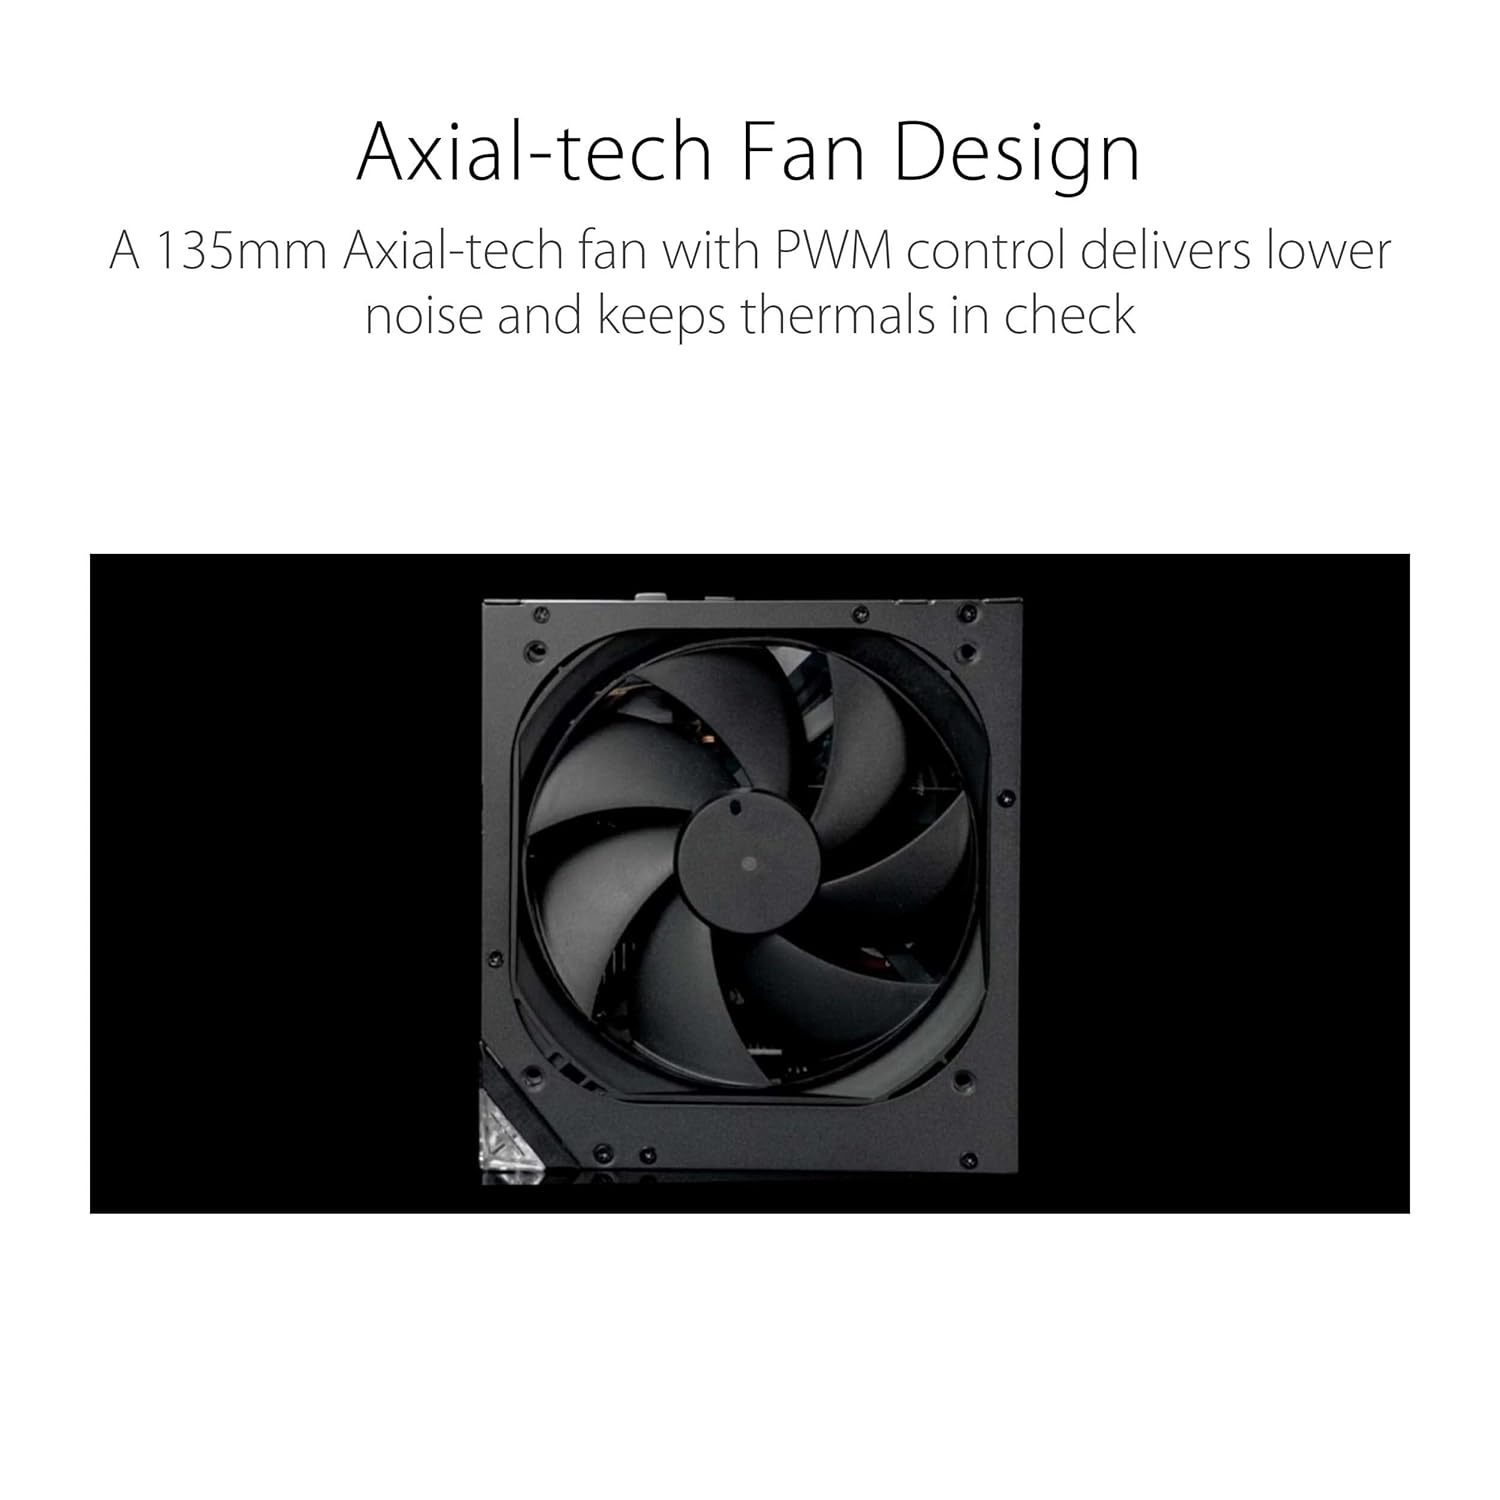 Axial-tech Fan Design
A 135mm Axial-tech fan with PWM control delivers lower
noise and keeps thermals in check